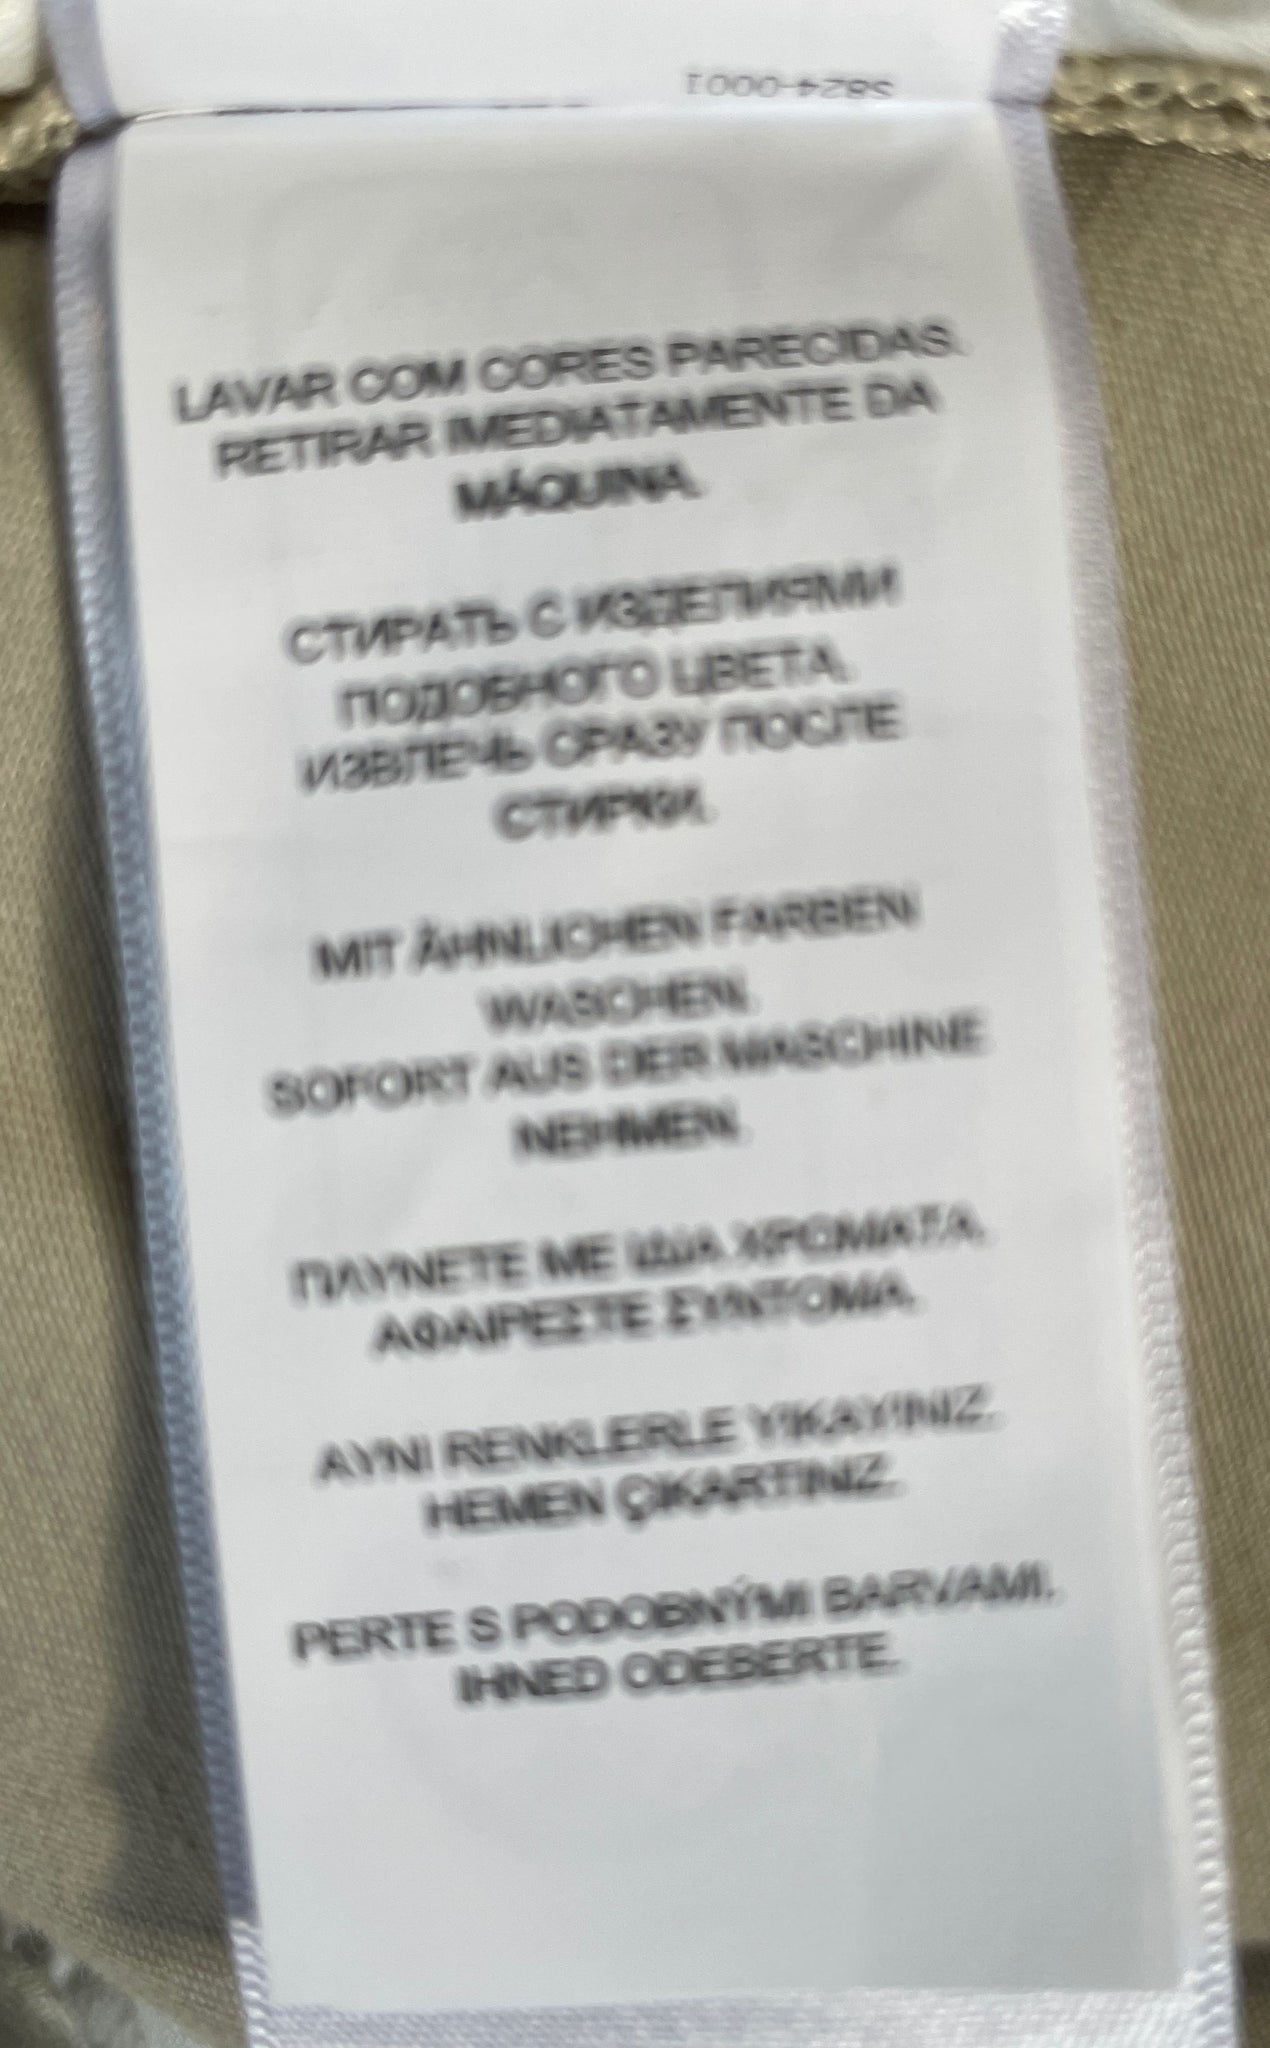 S824-0001
LAVAR COM CORES PARECIDAS.
RETIRAR IMEDIATAMENTE DA
MÁQUINA.
СТИРАТЬ С ИЗДЕЛИЯМИ
ПОДОБНОГО ЦВЕТА.
ИЗВЛЕЧЬ СРАЗУ ПОСЛЕ
СТИРКИ.
MIT ÄHNLICHEN FARBEN
WASCHEN.
SOFORT AUS DER MASCHINE
NEHMEN.
ΠΛΥΝΕΤΕ ΜΕ ΙΔΙΑ ΧΡΩΜΑΤΑ.
ΑΦΑΙΡΕΣΤΕ ΣΥΝΤΟΜΑ.
AYNI RENKLERLE YIKAYINIZ.
HEMEN ÇIKARTINIZ.
PERTE S PODOBNÝMI BARVAMI.
IHNED ODEBERTE.